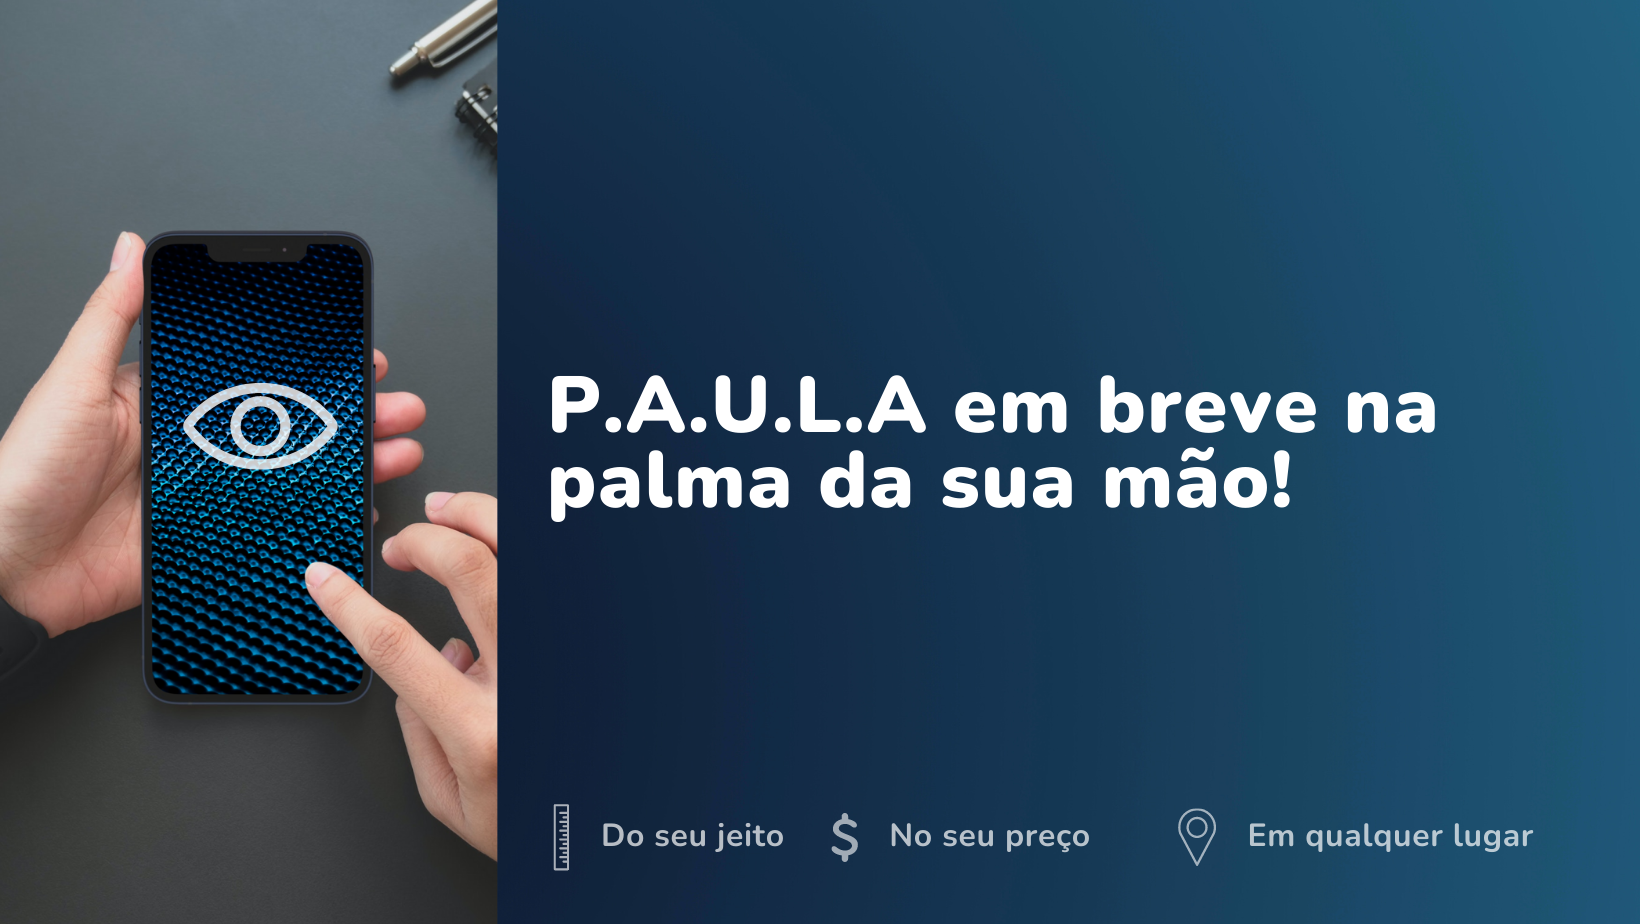 P.A.U.L.A em breve na
palma da sua mão!
Do seu jeito
No seu preço
Em qualquer lugar